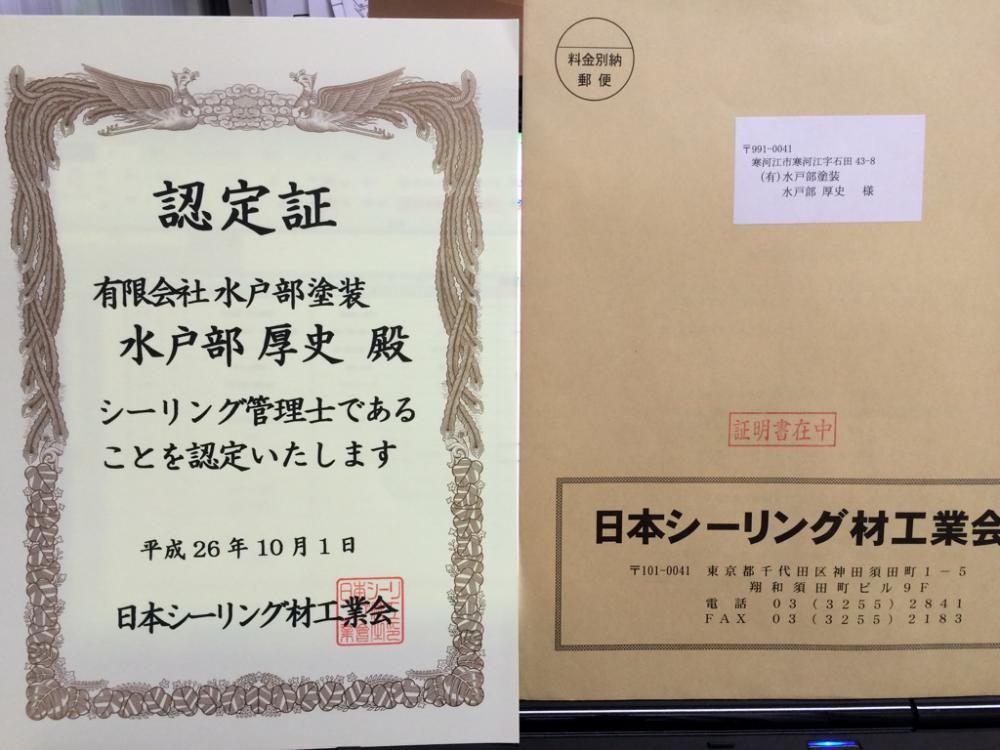 認定証
有限会社 水戸部塗装
水戸部 厚史 殿
シーリング管理士である
ことを認定いたします
平成26年10月1日
日本シーリング材工業会
料金別納
郵便
〒991-0041
寒河江市寒河江字石田 43-8
(有)水戸部塗装
水戸部 厚史 様
証明書在中
日本シーリング材工業会
〒101-0041 東京都千代田区神田須田町1-5
翔和須田町ビル9F
電話 03(3255)2841
FAX 03(3255)2183